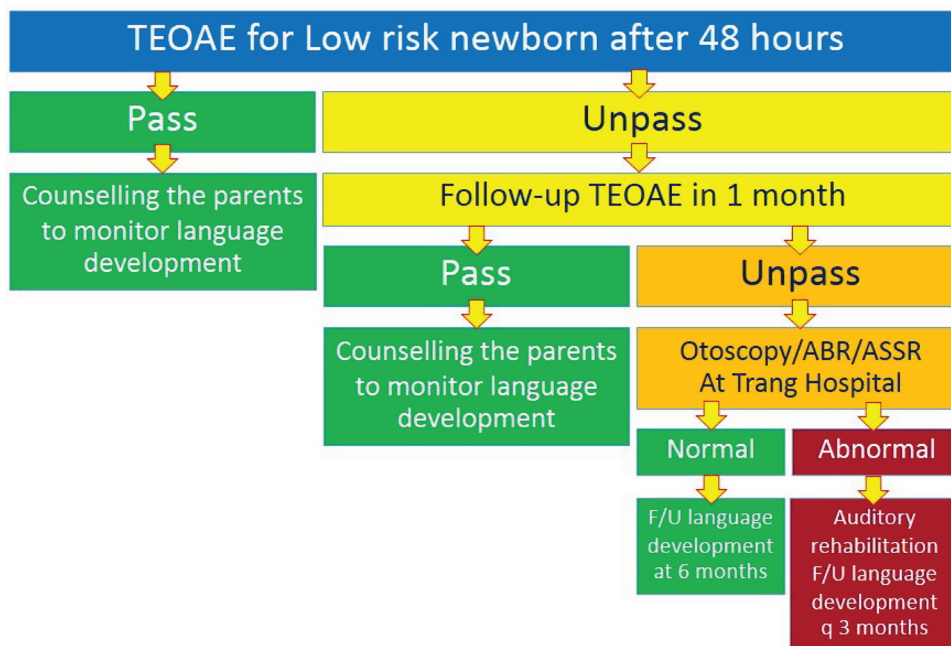 TEOAE for Low risk newborn after 48 hours
Pass
Unpass
Counselling the parents
to monitor language
development
Follow-up TEOAE in 1 month
Pass
Unpass
Counselling the parents
to monitor language
development
Otoscopy/ABR/ASSR
At Trang Hospital
Normal
Abnormal
F/U language
development
at 6 months
Auditory
rehabilitation
F/U language
development
q 3 months